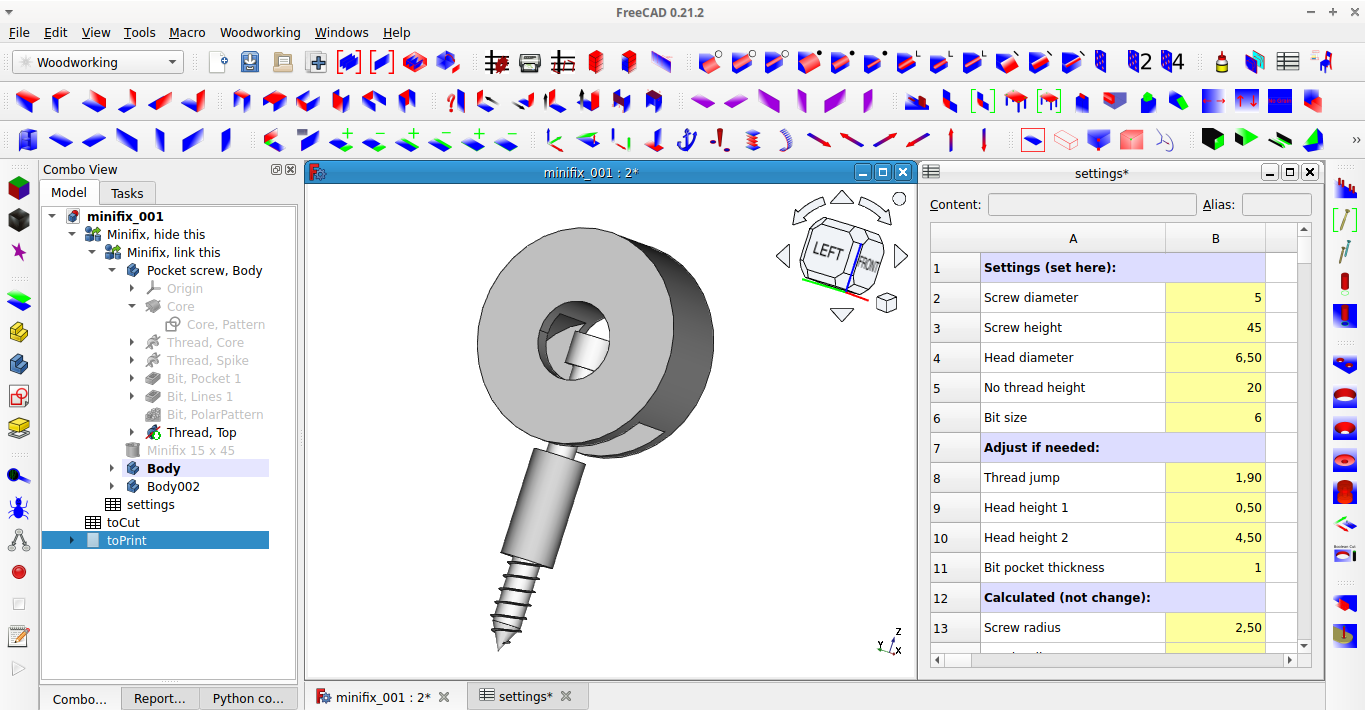 FreeCAD 0.21.2
File Edit View Tools Macro Woodworking Windows Help
Woodworking
2 4
Combo View
Model Tasks
minifix_001
Minifix, hide this
Minifix, link this
Pocket screw, Body
Origin
Core
Core, Pattern
Thread, Core
Thread, Spike
Bit, Pocket 1
Bit, Lines 1
Bit, PolarPattern
Thread, Top
Minifix 15 x 45
Body
Body002
settings
toCut
toPrint
Combo... Report... Python co...
minifix_001 : 2*
LEFT FRONT
Z
Y X
minifix_001 : 2* settings*
settings*
Content: Alias:
A B
1 Settings (set here):
2 Screw diameter 5
3 Screw height 45
4 Head diameter 6,50
5 No thread height 20
6 Bit size 6
7 Adjust if needed:
8 Thread jump 1,90
9 Head height 1 0,50
10 Head height 2 4,50
11 Bit pocket thickness 1
12 Calculated (not change):
13 Screw radius 2,50